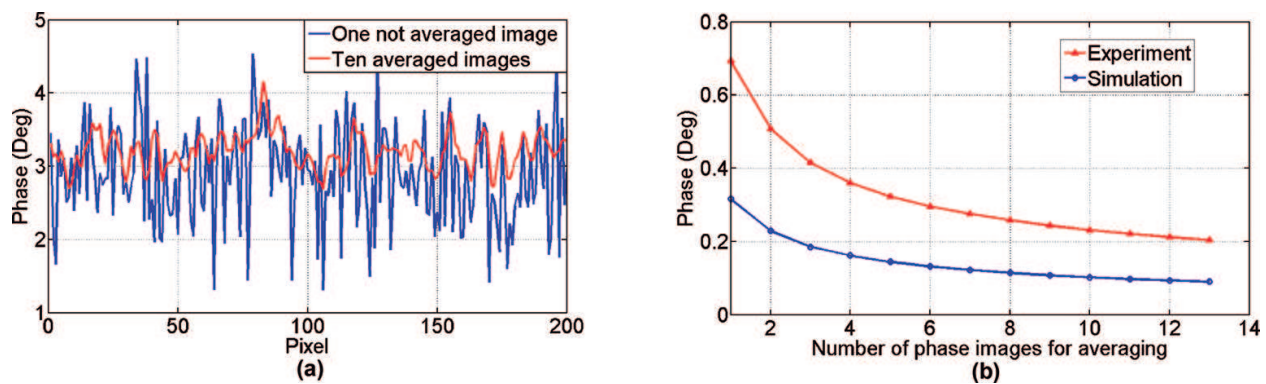 5
4
3
2
1
0
50
100
150
200
Phase (Deg)
Pixel
One not averaged image
Ten averaged images
(a)
0.8
0.6
0.4
0.2
0
2
4
6
8
10
12
14
Phase (Deg)
Number of phase images for averaging
Experiment
Simulation
(b)